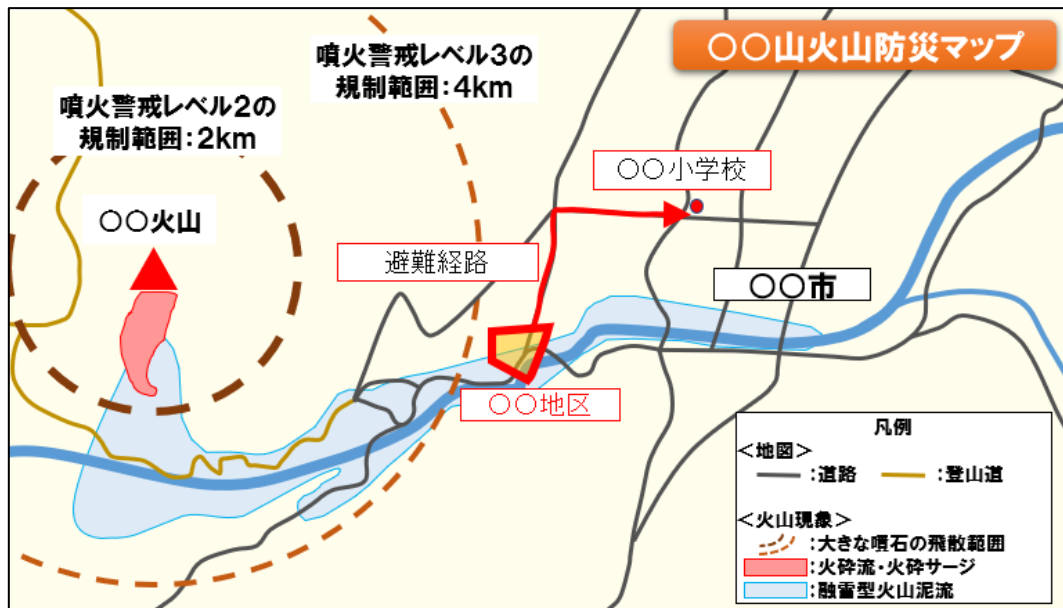 〇〇山火山防災マップ
噴火警戒レベル3の
規制範囲:4km
噴火警戒レベル2の
規制範囲:2km
〇〇小学校
〇〇火山
避難経路
〇〇市
〇〇地区
凡例
<地図>
:道路 :登山道
<火山現象>
:大きな噴石の飛散範囲
:火砕流・火砕サージ
:融雪型火山泥流